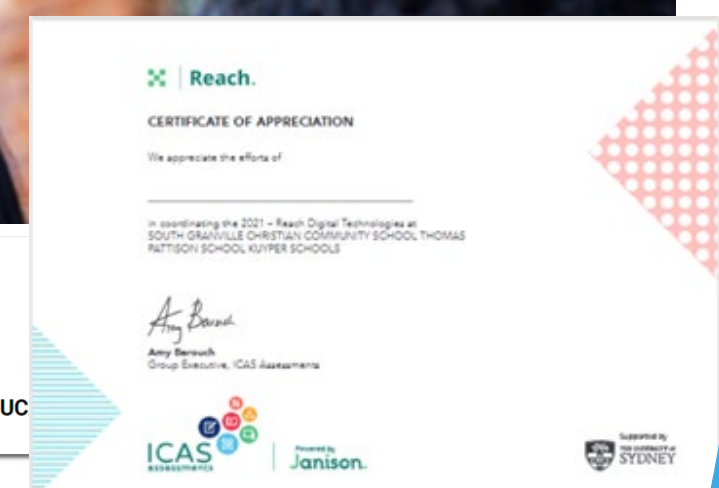 Reach.
CERTIFICATE OF APPRECIATION
We appreciate the efforts of
in coordinating the 2021 – Reach Digital Technologies at
SOUTH GRANVILLE CHRISTIAN COMMUNITY SCHOOL THOMAS
PATTISON SCHOOL KUYPER SCHOOLS
Amy Barouch
Group Executive, ICAS Assessments
UC
ICAS
assessments
Powered by
Janison.
Supported by
THE UNIVERSITY OF
SYDNEY